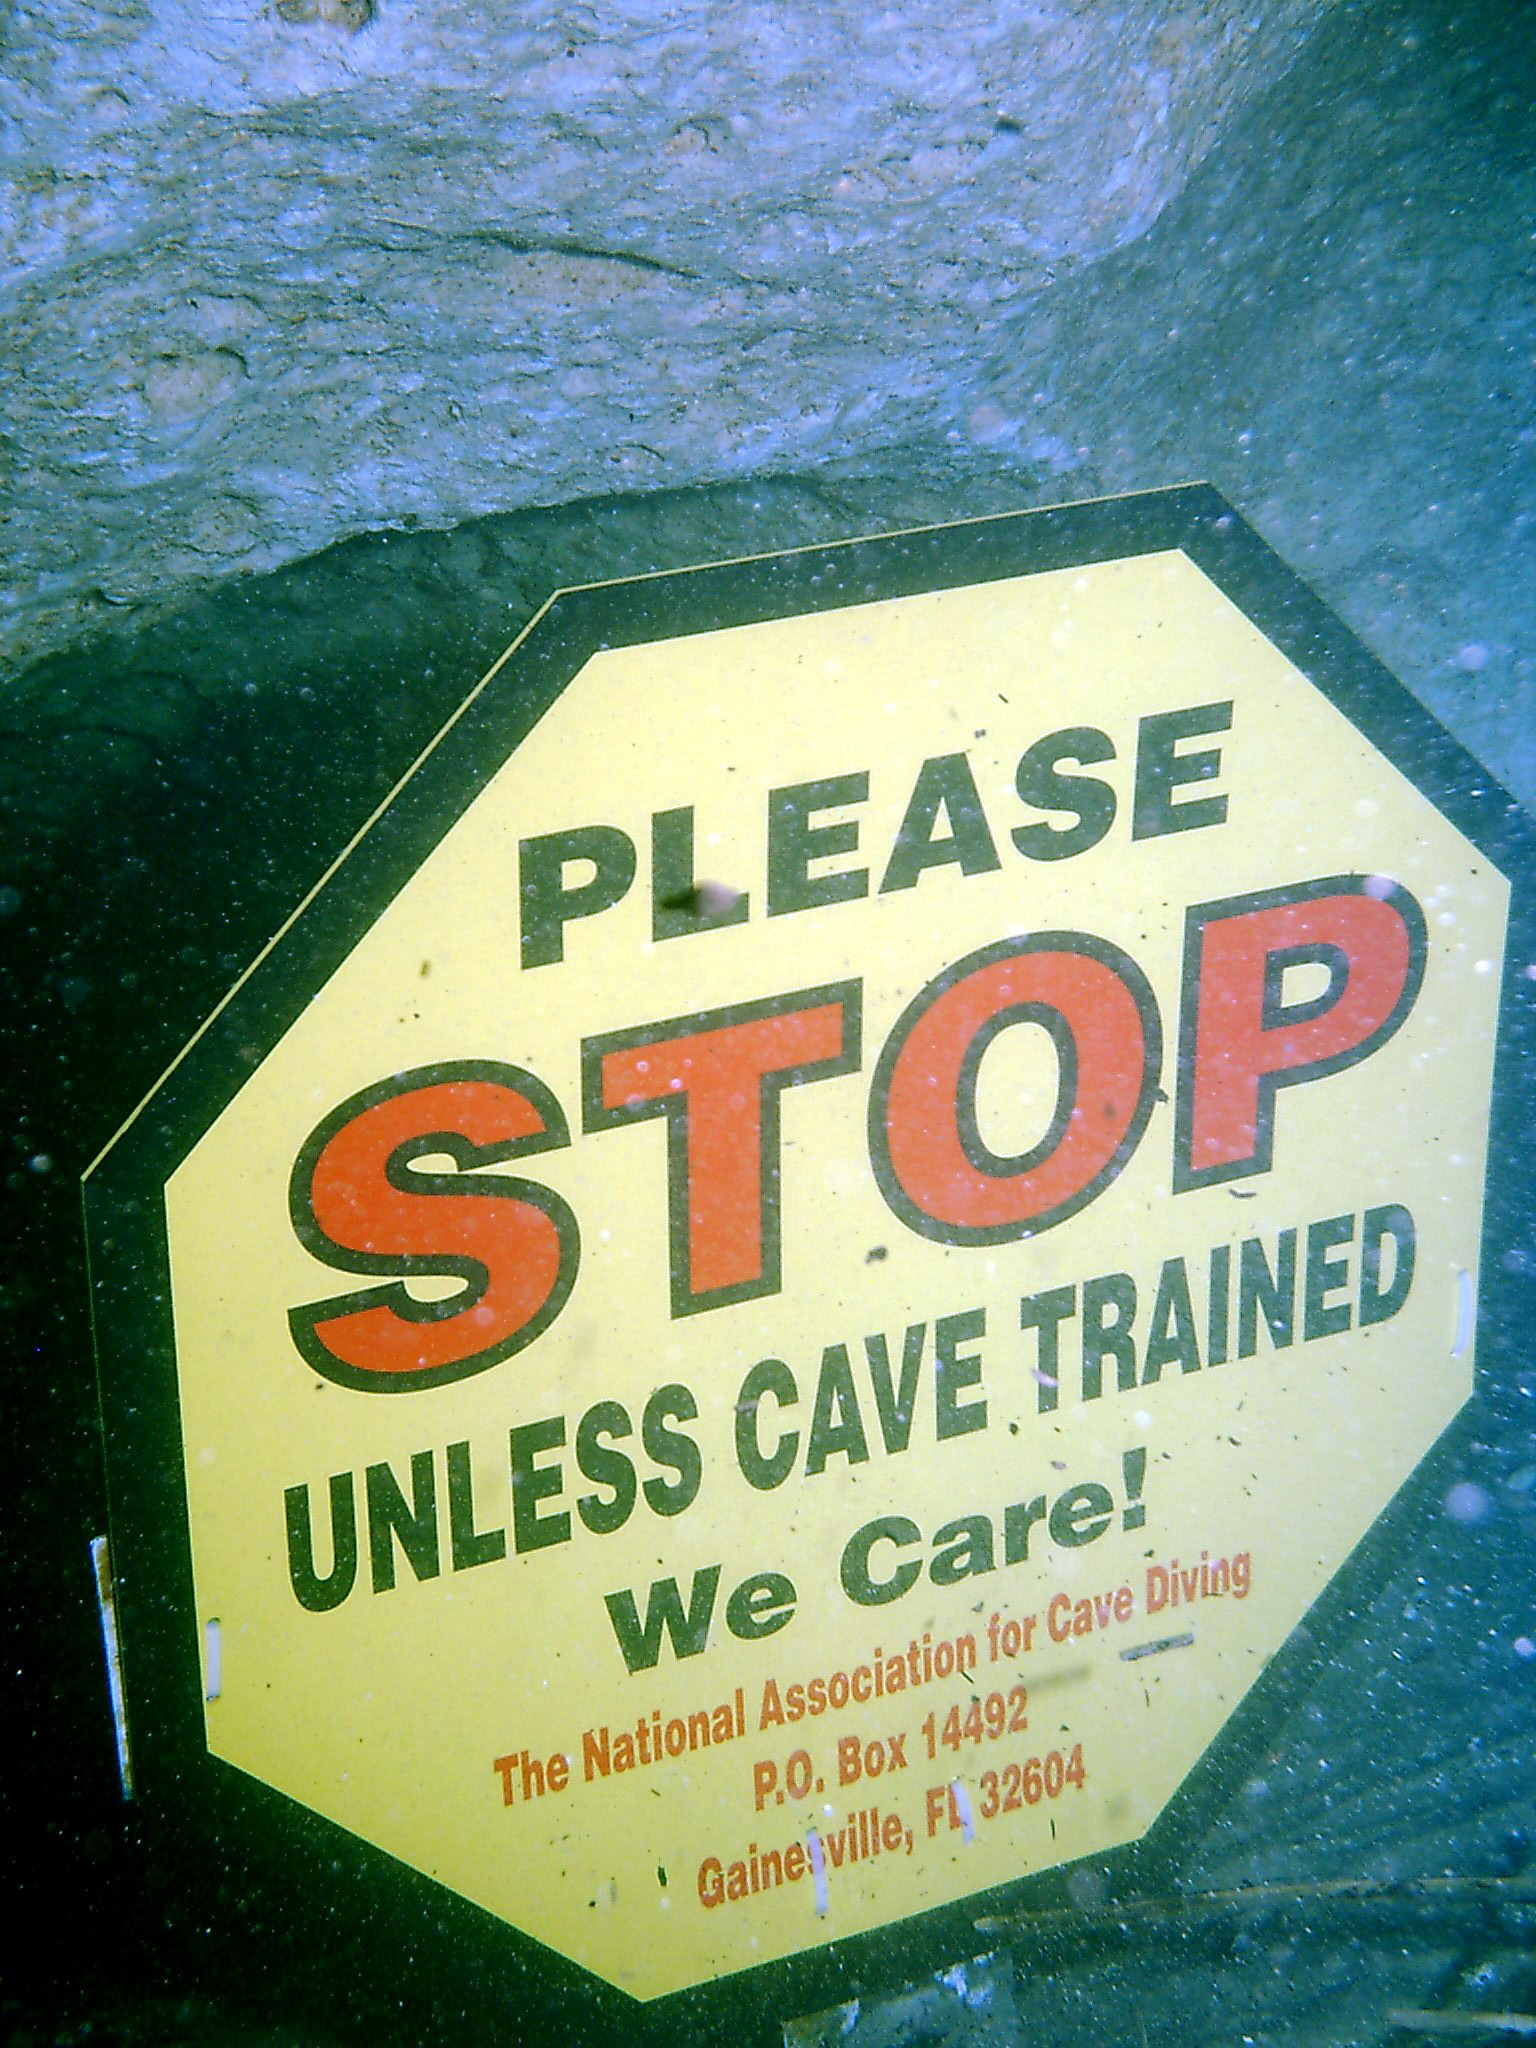 PLEASE
STOP
UNLESS CAVE TRAINED
We Care!
The National Association for Cave Diving
P.O. Box 14492
Gainesville, FL 32604